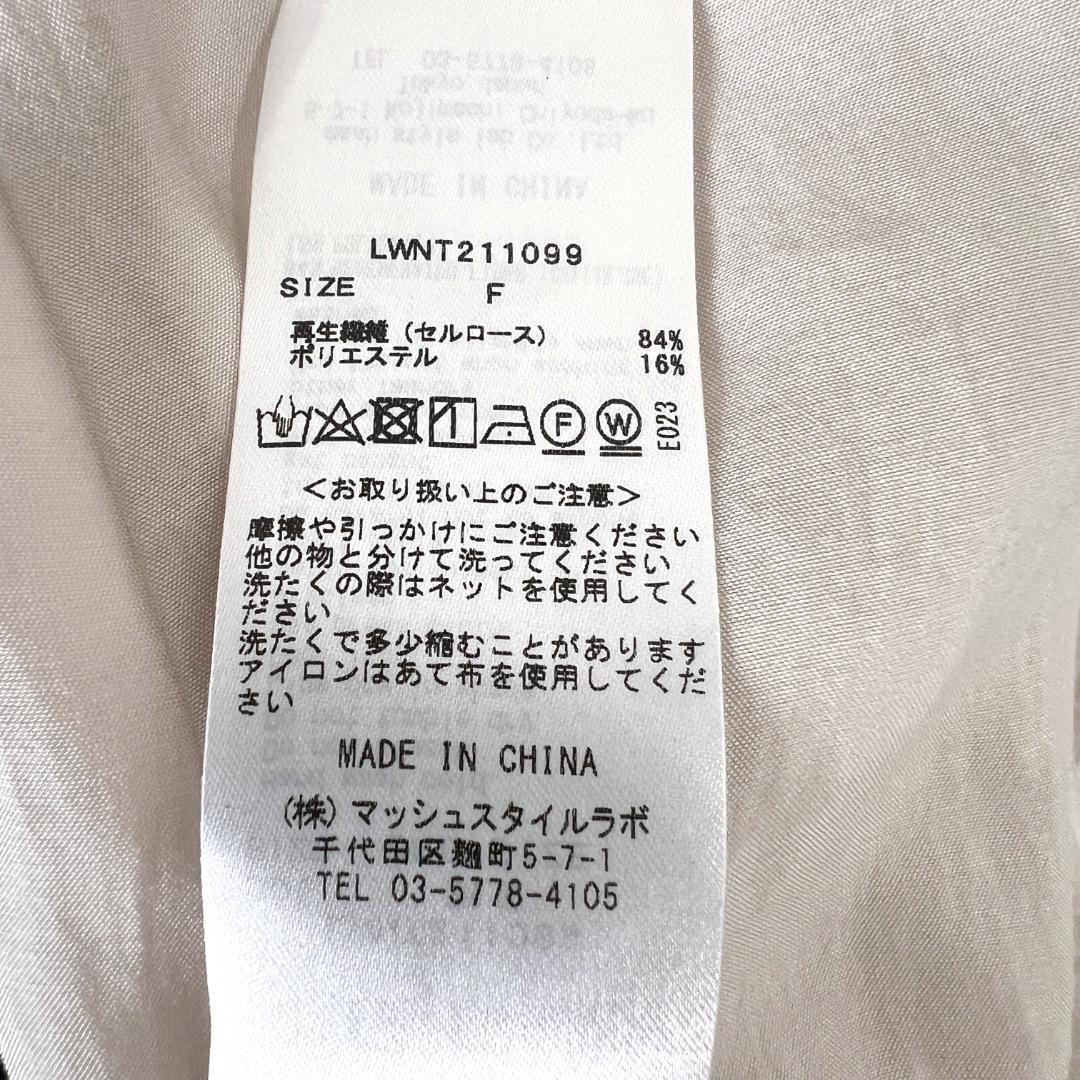 LWNT211099
SIZE F
再生繊維（セルロース） 84%
ポリエステル 16%
F W E023
＜お取り扱い上のご注意＞
摩擦や引っかけにご注意ください
他の物と分けて洗ってください
洗たくの際はネットを使用してく
ださい
洗たくで多少縮むことがあります
アイロンはあて布を使用してくだ
さい
MADE IN CHINA
（株）マッシュスタイルラボ
千代田区麹町5-7-1
TEL 03-5778-4105